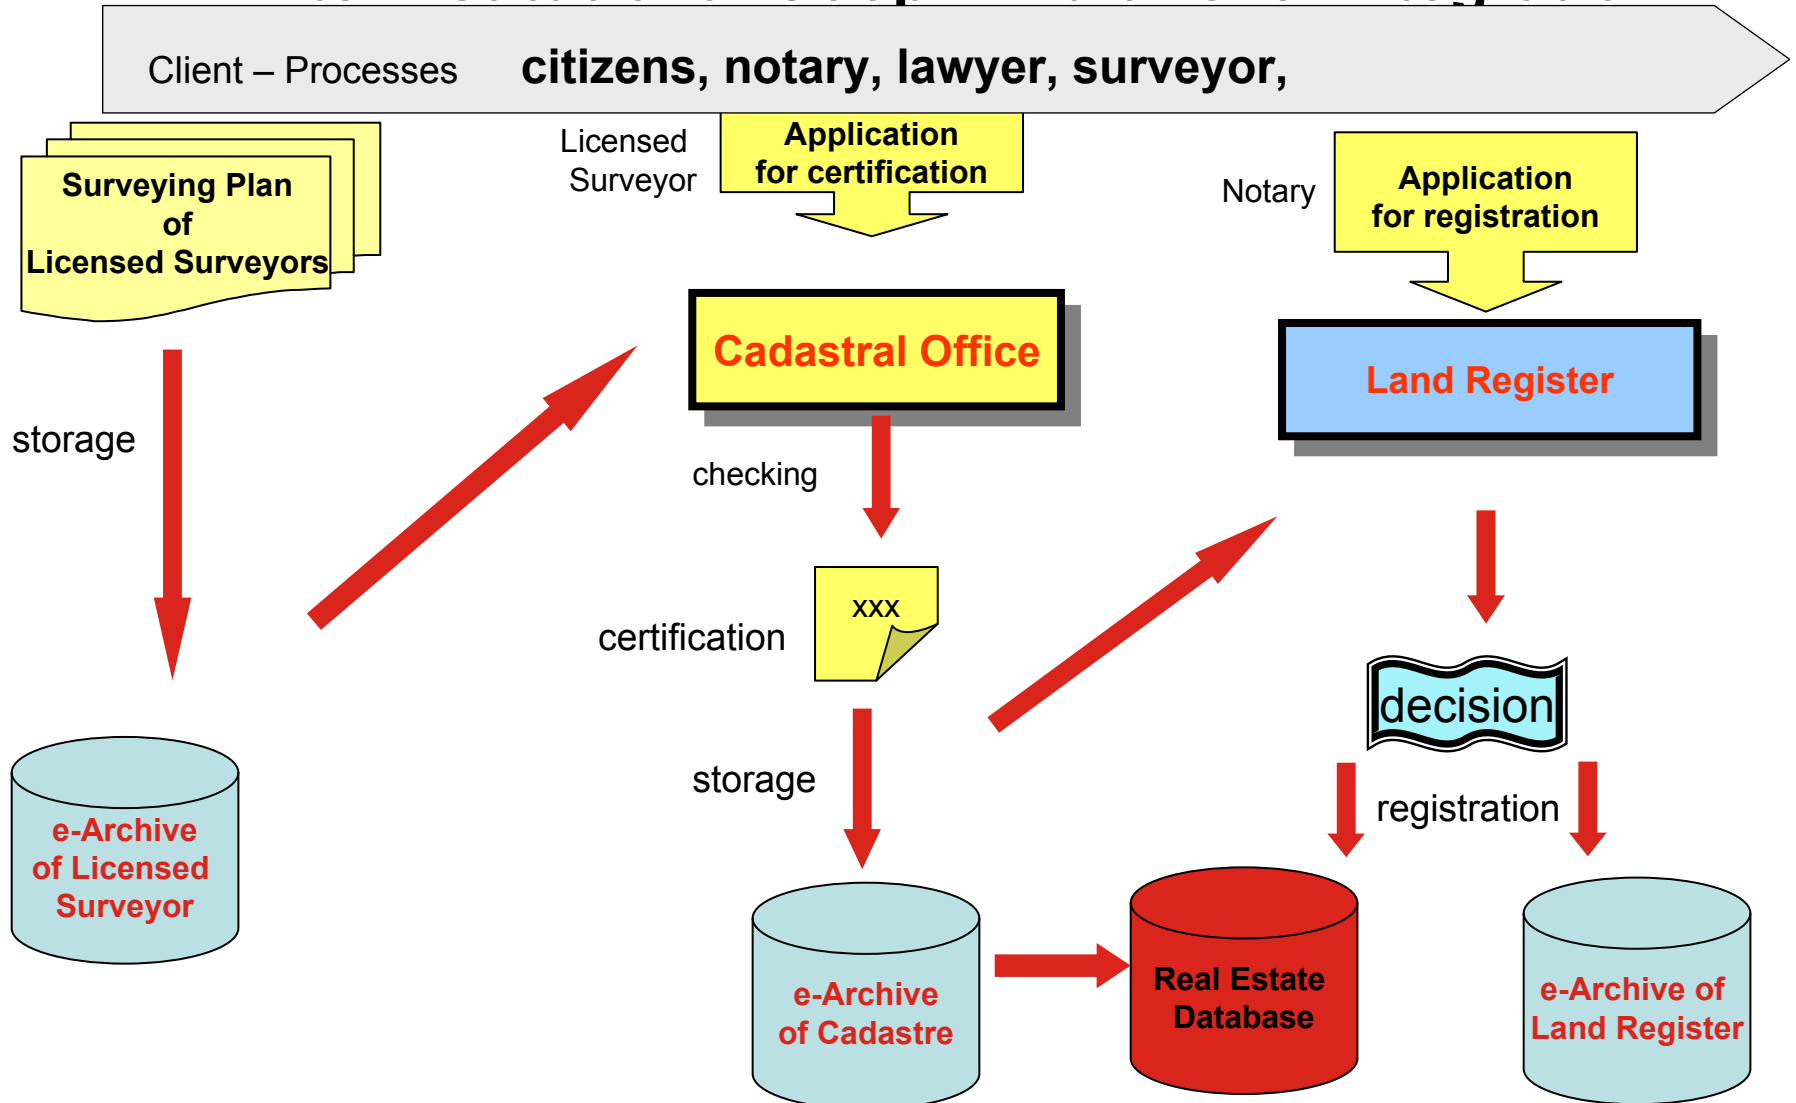 Client – Processes citizens, notary, lawyer, surveyor,
Surveying Plan
of
Licensed Surveyors
Licensed
Surveyor
Application
for certification
Notary
Application
for registration
Cadastral Office
Land Register
storage
checking
xxx
certification
decision
storage
registration
e-Archive
of Licensed
Surveyor
e-Archive
of Cadastre
Real Estate
Database
e-Archive of
Land Register